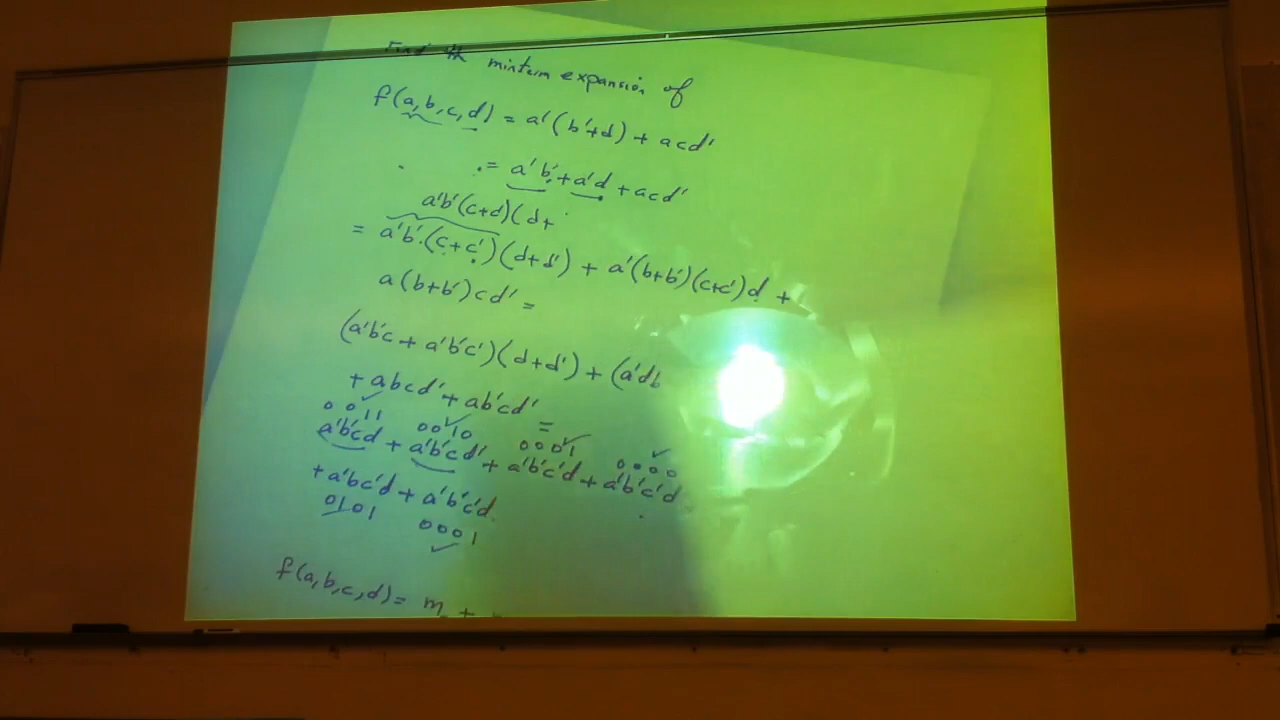 Find th minterm expansion of
f(a,b,c,d) = a'(b'+d) + acd'
= a'b' + a'd + acd'
a'b'(c+d)(d+
= a'b'(c+c')(d+d') + a'(b+b')(c+c')d +
a(b+b')cd' =
(a'b'c + a'b'c')(d+d') + (a'db
+ abcd' + ab'cd' =
0011 0010 0001 0000
a'b'cd + a'b'cd' + a'b'c'd + a'b'c'd
+ a'bc'd + a'b'c'd
0101 0001
f(a,b,c,d) = m +